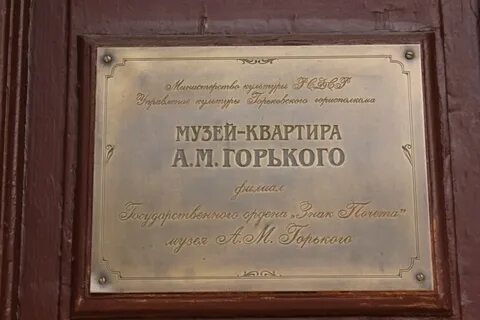 Министерство культуры РСФСР
Управление культуры Горьковского горисполкома
МУЗЕЙ-КВАРТИРА
А.М.ГОРЬКОГО
филиал
Государственного ордена „Знак Почета"
музея А.М.Горького